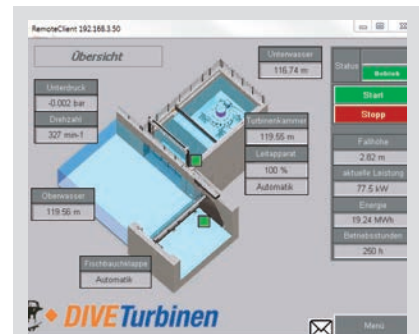 RemoteClient 192.168.3.50
Übersicht
Unterwasser
116.74 m
Status
Betrieb
Start
Stopp
Unterdruck
-0.002 bar
Drehzahl
327 min-1
Turbinenkammer
119.55 m
Leitapparat
100 %
Automatik
Fallhöhe
2.82 m
aktuelle Leistung
77.5 kW
Energie
19.24 MWh
Betriebsstunden
250 h
Oberwasser
119.56 m
Fischbauchklappe
Automatik
DIVETurbinen
Menü